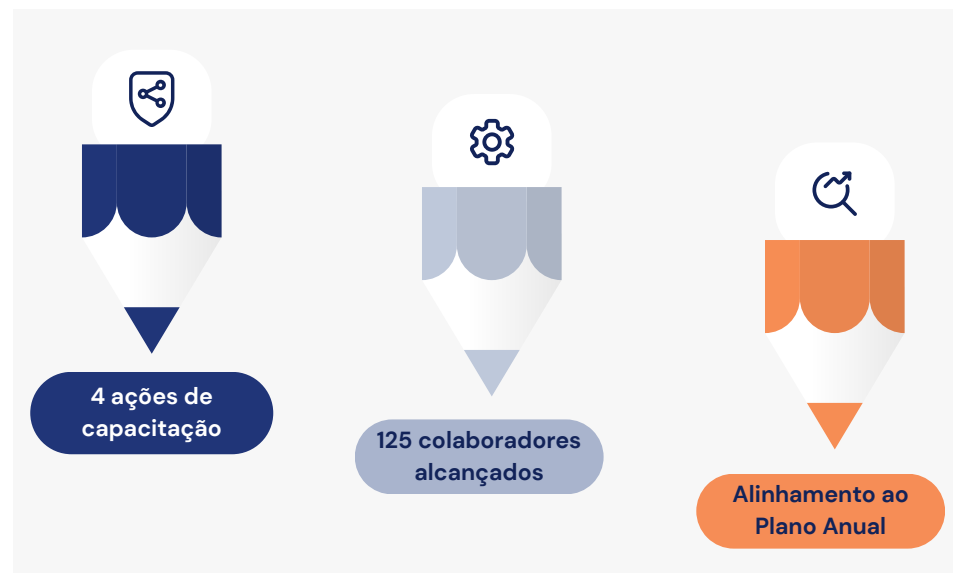 4 ações de
capacitação
125 colaboradores
alcançados
Alinhamento ao
Plano Anual